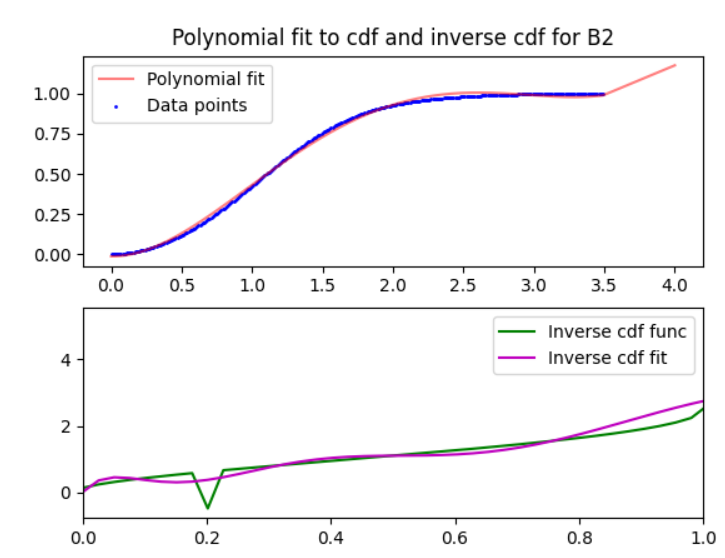 Polynomial fit to cdf and inverse cdf for B2
Polynomial fit
Data points
1.00
0.75
0.50
0.25
0.00
0.0 0.5 1.0 1.5 2.0 2.5 3.0 3.5 4.0
Inverse cdf func
Inverse cdf fit
4
2
0
0.0 0.2 0.4 0.6 0.8 1.0